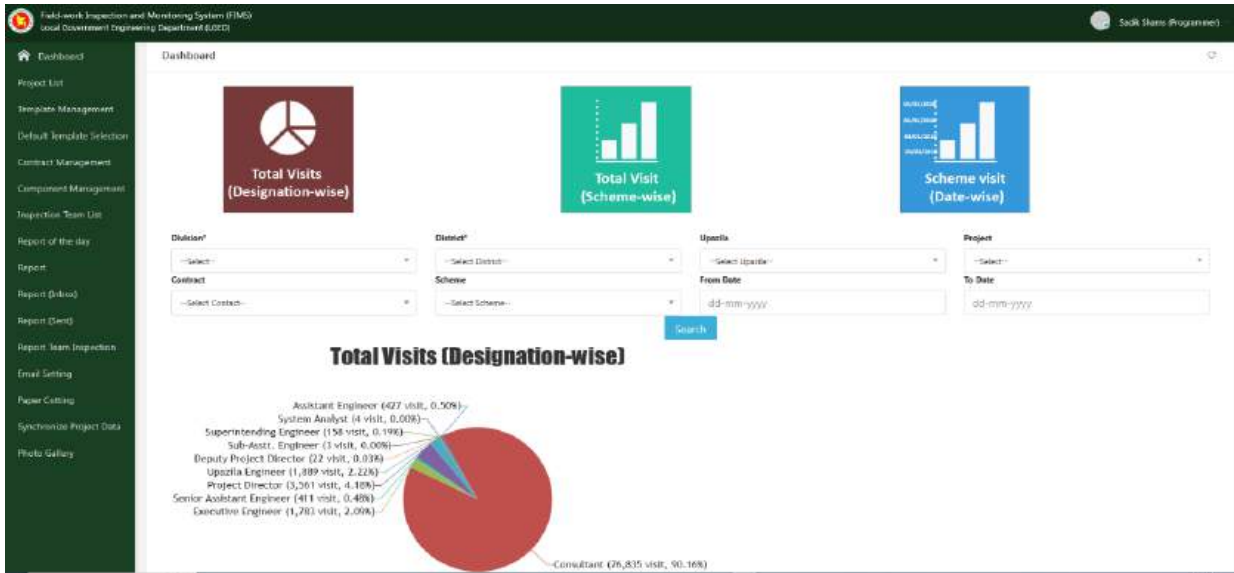 Field-work Inspection and Monitoring System (FIMS)
Local Government Engineering Department (LGED)
Sadik Shams (Programmer)
Dashboard
Project List
Template Management
Default Template Selection
Contract Management
Component Management
Inspection Team List
Report of the day
Report
Report (Inbox)
Report (Sent)
Report Team Inspection
Email Setting
Paper Cutting
Synchronize Project Data
Photo Gallery
Dashboard
Total Visits
(Designation-wise)
Total Visit
(Scheme-wise)
Scheme visit
(Date-wise)
Division* District* Upazila Project
--Select-- --Select District-- --Select Upazila-- --Select--
Contract Scheme From Date To Date
--Select Contact-- --Select Scheme-- dd-mm-yyyy dd-mm-yyyy
Search
Total Visits (Designation-wise)
Assistant Engineer (427 visit, 0.50%)
System Analyst (4 visit, 0.00%)
Superintending Engineer (158 visit, 0.19%)
Sub-Asstt. Engineer (3 visit, 0.00%)
Deputy Project Director (22 visit, 0.03%)
Upazila Engineer (1,889 visit, 2.22%)
Project Director (3,561 visit, 4.18%)
Senior Assistant Engineer (411 visit, 0.48%)
Executive Engineer (1,783 visit, 2.09%)
Consultant (76,835 visit, 90.16%)